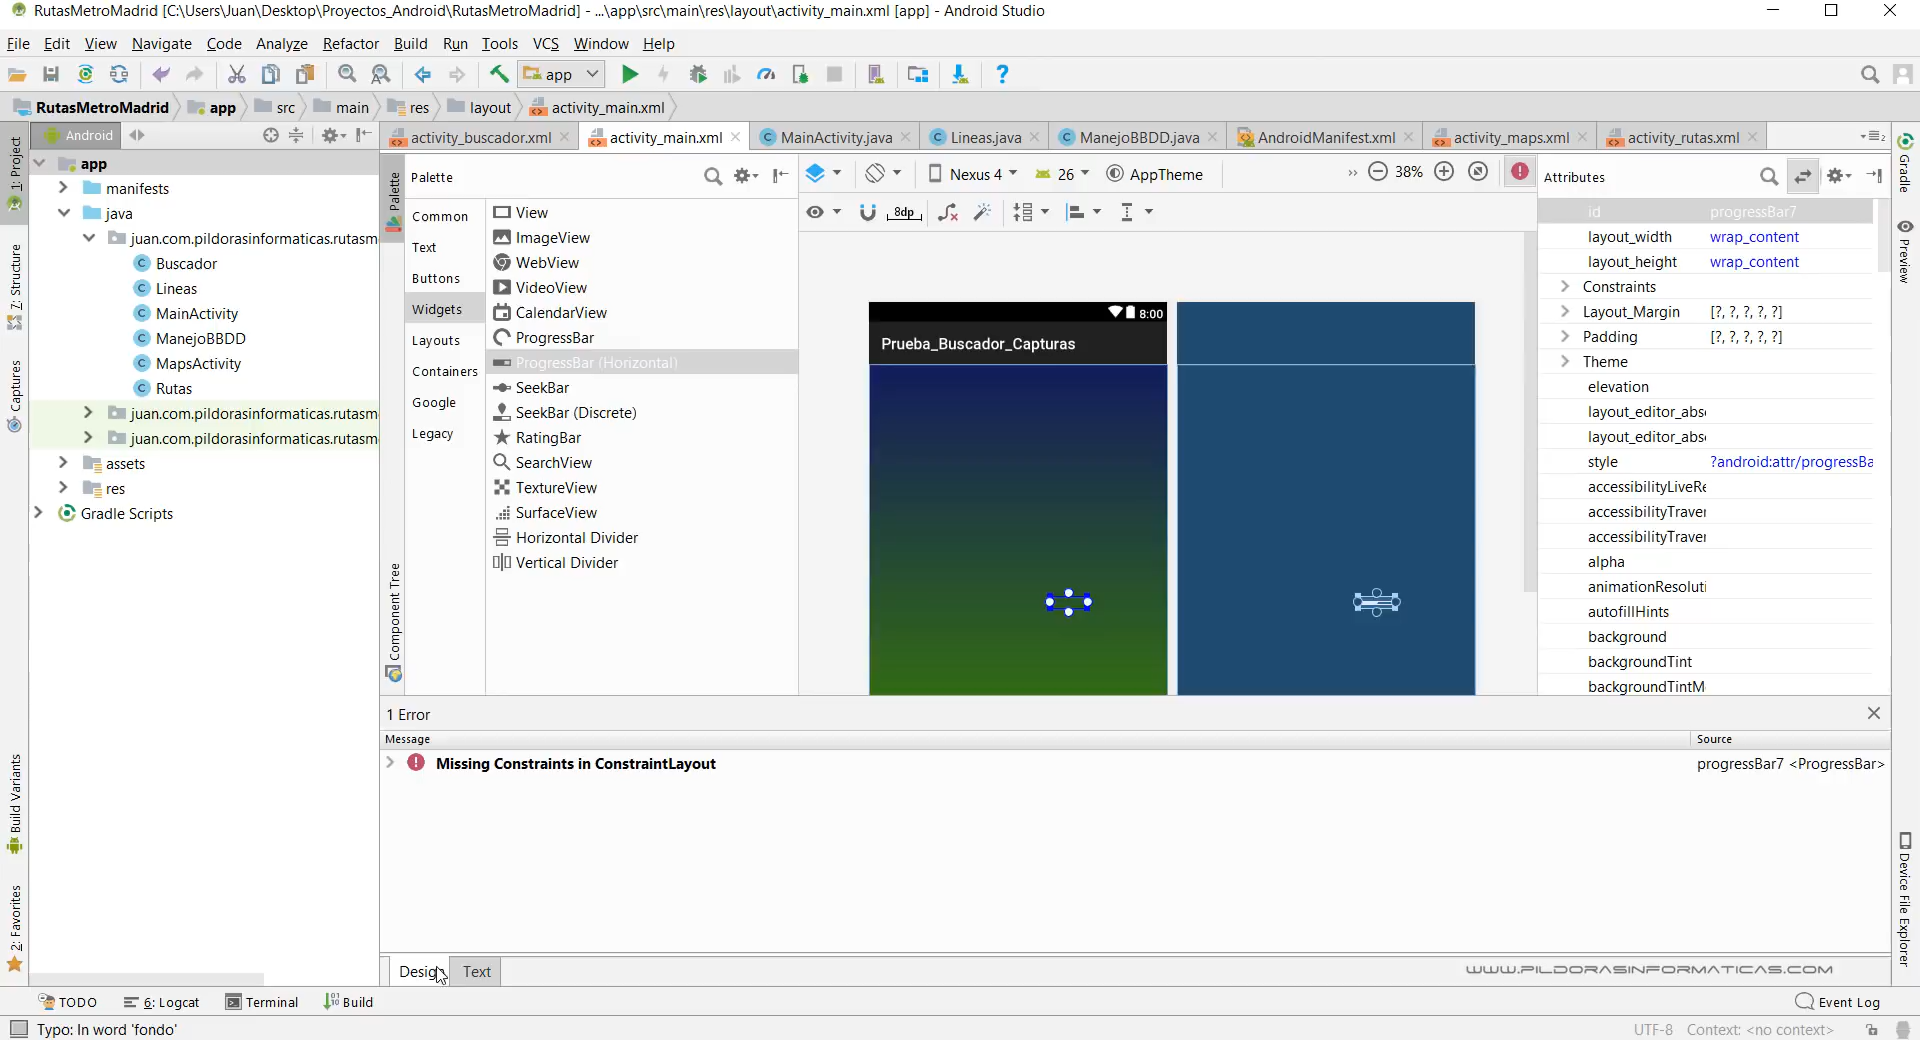 RutasMetroMadrid [C:\Users\Juan\Desktop\Proyectos_Android\RutasMetroMadrid] - ...\app\src\main\res\layout\activity_main.xml [app] - Android Studio
File Edit View Navigate Code Analyze Refactor Build Run Tools VCS Window Help
app
RutasMetroMadrid app src main res layout activity_main.xml
Android
activity_buscador.xml activity_main.xml MainActivity.java Lineas.java ManejoBBDD.java AndroidManifest.xml activity_maps.xml activity_rutas.xml
1: Project
7: Structure
Captures
Build Variants
2: Favorites
app
manifests
java
juan.com.pildorasinformaticas.rutasm
Buscador
Lineas
MainActivity
ManejoBBDD
MapsActivity
Rutas
juan.com.pildorasinformaticas.rutasm
juan.com.pildorasinformaticas.rutasm
assets
res
Gradle Scripts
Palette
Component Tree
Palette
Common
Text
Buttons
Widgets
Layouts
Containers
Google
Legacy
View
ImageView
WebView
VideoView
CalendarView
ProgressBar
ProgressBar (Horizontal)
SeekBar
SeekBar (Discrete)
RatingBar
SearchView
TextureView
SurfaceView
Horizontal Divider
Vertical Divider
Nexus 4 26 AppTheme 38%
8dp
8:00
Prueba_Buscador_Capturas
Attributes
id progressBar7
layout_width wrap_content
layout_height wrap_content
Constraints
Layout_Margin [?, ?, ?, ?, ?]
Padding [?, ?, ?, ?, ?]
Theme
elevation
layout_editor_abs
layout_editor_abs
style ?android:attr/progressBa
accessibilityLiveRe
accessibilityTraver
accessibilityTraver
alpha
animationResoluti
autofillHints
background
backgroundTint
backgroundTintM
Gradle
Preview
Device File Explorer
1 Error
Message Source
Missing Constraints in ConstraintLayout progressBar7 <ProgressBar>
Design Text
WWW.PILDORASINFORMATICAS.COM
TODO 6: Logcat Terminal Build Event Log
Typo: In word 'fondo' UTF-8 Context: <no context>